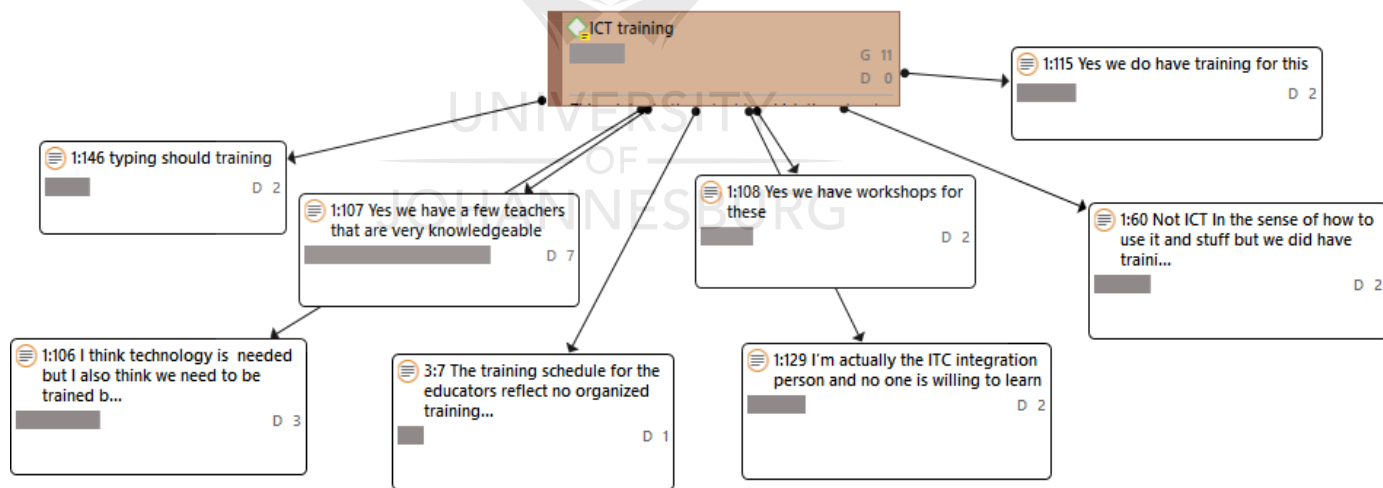 ICT training
G 11
D 0
1:115 Yes we do have training for this
D 2
UNIVERSITY
OF
JOHANNESBURG
1:146 typing should training
D 2
1:107 Yes we have a few teachers
that are very knowledgeable
D 7
1:108 Yes we have workshops for
these
D 2
1:60 Not ICT In the sense of how to
use it and stuff but we did have
traini...
D 2
1:106 I think technology is needed
but I also think we need to be
trained b...
D 3
3:7 The training schedule for the
educators reflect no organized
training...
D 1
1:129 I'm actually the ITC integration
person and no one is willing to learn
D 2